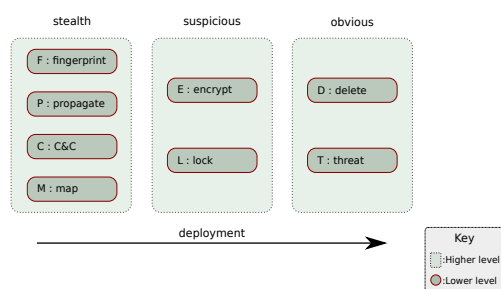 stealth
suspicious
obvious
F : fingerprint
P : propagate
C : C&C
M : map
E : encrypt
L : lock
D : delete
T : threat
deployment
Key
:Higher level
:Lower level